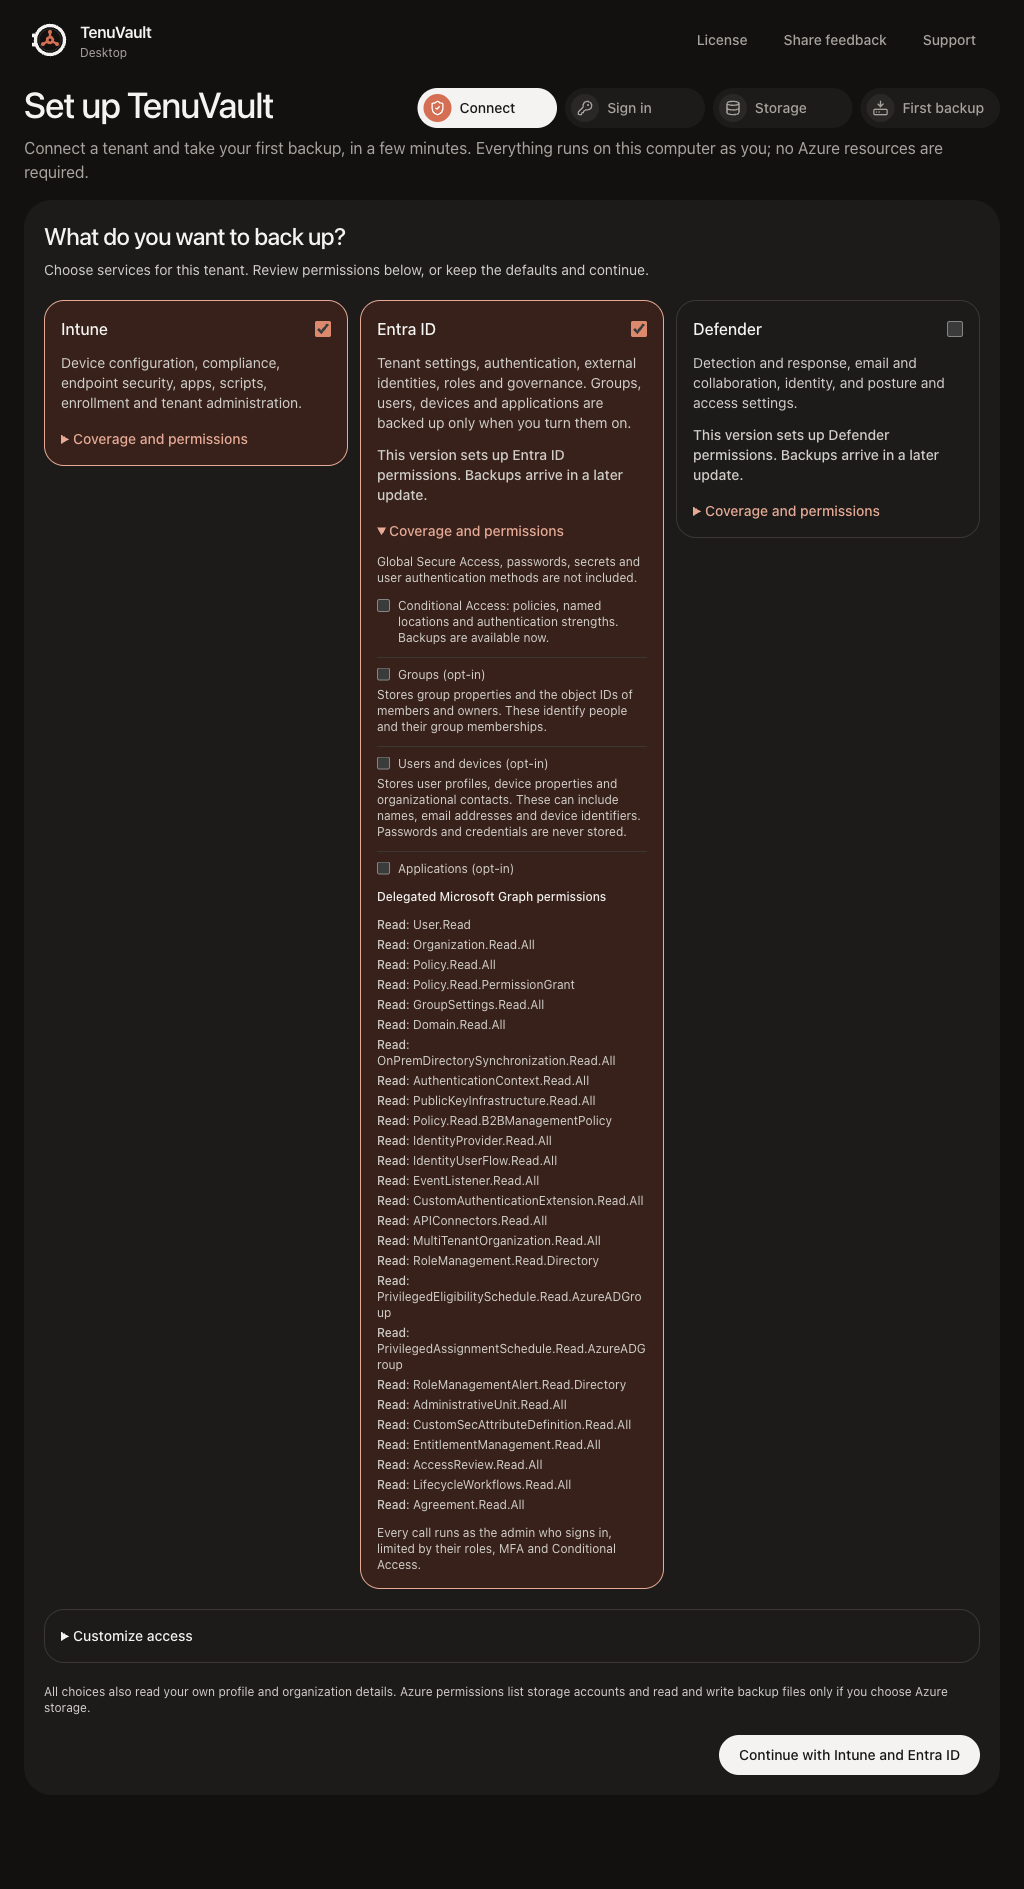 TenuVault
Desktop
License
Share feedback
Support
Set up TenuVault
Connect
Sign in
Storage
First backup
Connect a tenant and take your first backup, in a few minutes. Everything runs on this computer as you; no Azure resources are
required.
What do you want to back up?
Choose services for this tenant. Review permissions below, or keep the defaults and continue.
Intune
Device configuration, compliance,
endpoint security, apps, scripts,
enrollment and tenant administration.
Coverage and permissions
Entra ID
Tenant settings, authentication, external
identities, roles and governance. Groups,
users, devices and applications are
backed up only when you turn them on.
This version sets up Entra ID
permissions. Backups arrive in a later
update.
Coverage and permissions
Global Secure Access, passwords, secrets and
user authentication methods are not included.
Conditional Access: policies, named
locations and authentication strengths.
Backups are available now.
Groups (opt-in)
Stores group properties and the object IDs of
members and owners. These identify people
and their group memberships.
Users and devices (opt-in)
Stores user profiles, device properties and
organizational contacts. These can include
names, email addresses and device identifiers.
Passwords and credentials are never stored.
Applications (opt-in)
Delegated Microsoft Graph permissions
Read: User.Read
Read: Organization.Read.All
Read: Policy.Read.All
Read: Policy.Read.PermissionGrant
Read: GroupSettings.Read.All
Read: Domain.Read.All
Read:
OnPremDirectorySynchronization.Read.All
Read: AuthenticationContext.Read.All
Read: PublicKeyInfrastructure.Read.All
Read: Policy.Read.B2BManagementPolicy
Read: IdentityProvider.Read.All
Read: IdentityUserFlow.Read.All
Read: EventListener.Read.All
Read: CustomAuthenticationExtension.Read.All
Read: APIConnectors.Read.All
Read: MultiTenantOrganization.Read.All
Read: RoleManagement.Read.Directory
Read:
PrivilegedEligibilitySchedule.Read.AzureADGro
up
Read:
PrivilegedAssignmentSchedule.Read.AzureADG
roup
Read: RoleManagementAlert.Read.Directory
Read: AdministrativeUnit.Read.All
Read: CustomSecAttributeDefinition.Read.All
Read: EntitlementManagement.Read.All
Read: AccessReview.Read.All
Read: LifecycleWorkflows.Read.All
Read: Agreement.Read.All
Every call runs as the admin who signs in,
limited by their roles, MFA and Conditional
Access.
Defender
Detection and response, email and
collaboration, identity, and posture and
access settings.
This version sets up Defender
permissions. Backups arrive in a later
update.
Coverage and permissions
Customize access
All choices also read your own profile and organization details. Azure permissions list storage accounts and read and write backup files only if you choose Azure
storage.
Continue with Intune and Entra ID